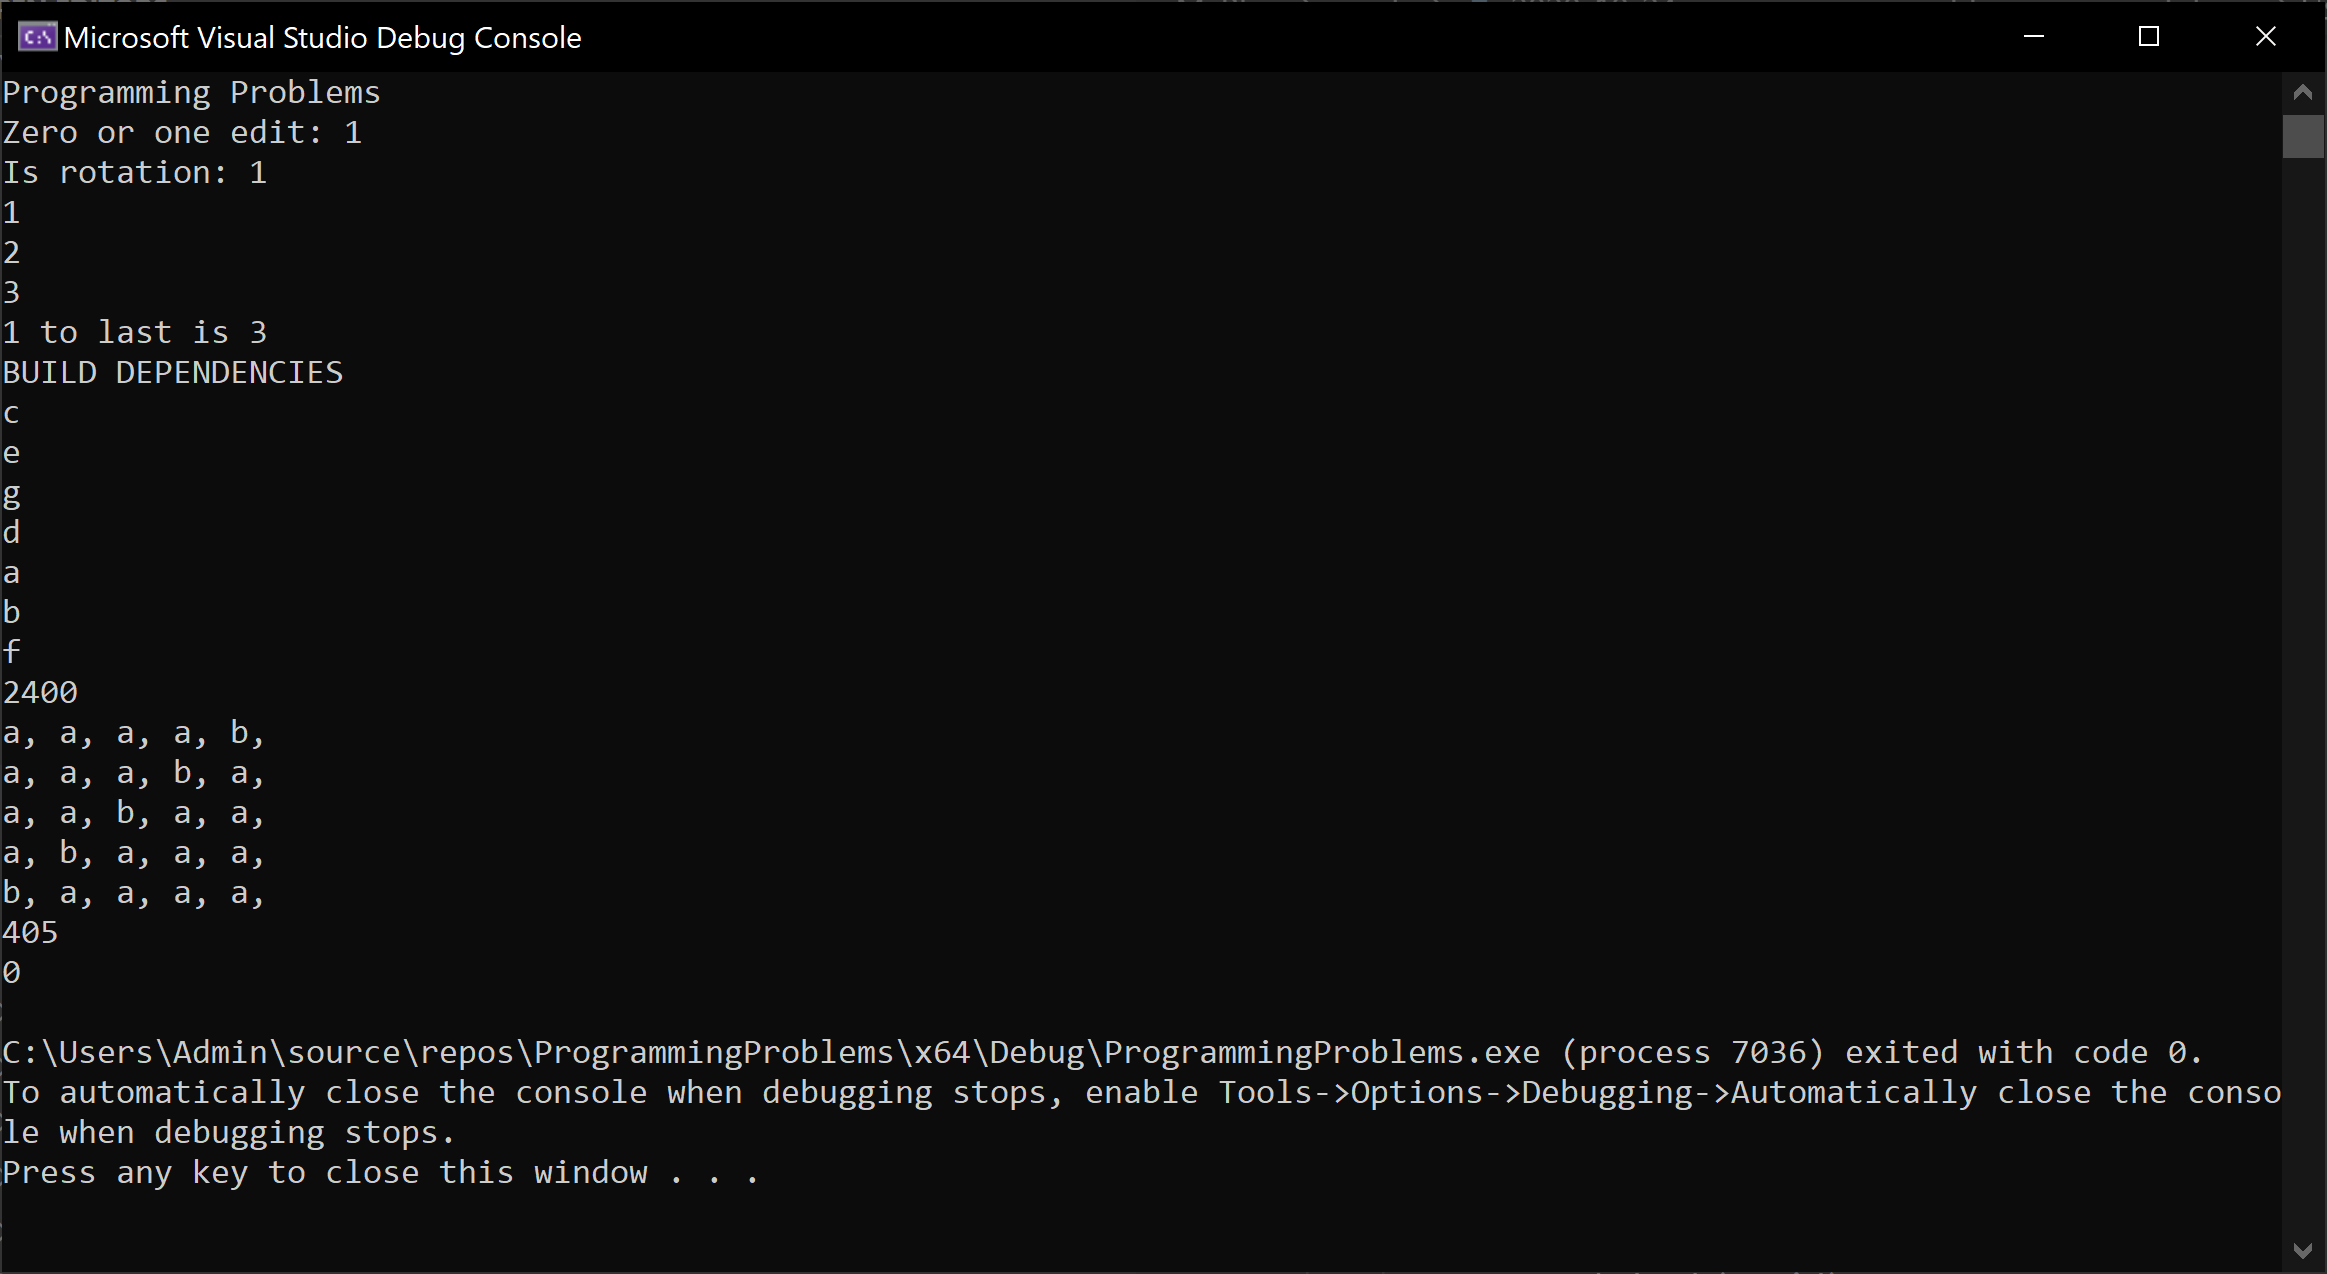 Microsoft Visual Studio Debug Console
Programming Problems
Zero or one edit: 1
Is rotation: 1
1
2
3
1 to last is 3
BUILD DEPENDENCIES
c
e
g
d
a
b
f
2400
a, a, a, a, b,
a, a, a, b, a,
a, a, b, a, a,
a, b, a, a, a,
b, a, a, a, a,
405
0
C:\Users\Admin\source\repos\ProgrammingProblems\x64\Debug\ProgrammingProblems.exe (process 7036) exited with code 0.
To automatically close the console when debugging stops, enable Tools->Options->Debugging->Automatically close the conso
le when debugging stops.
Press any key to close this window . . .